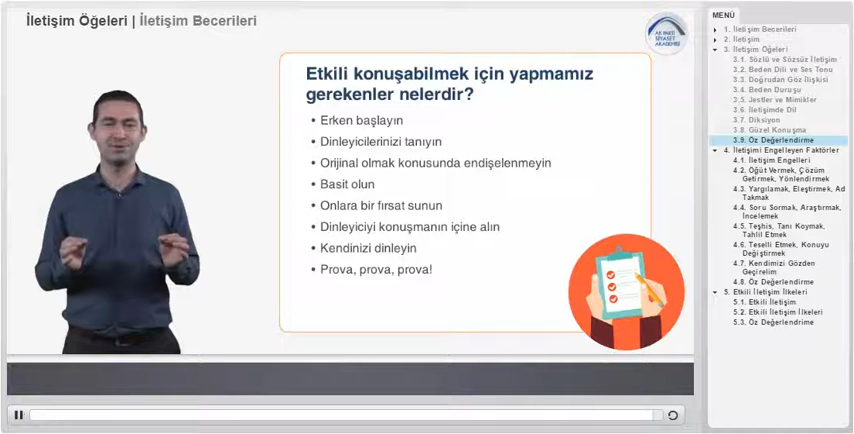 İletişim Öğeleri | İletişim Becerileri
AK PARTİ
SİYASET
AKADEMİSİ
Etkili konuşabilmek için yapmamız
gerekenler nelerdir?
• Erken başlayın
• Dinleyicilerinizi tanıyın
• Orijinal olmak konusunda endişelenmeyin
• Basit olun
• Onlara bir fırsat sunun
• Dinleyiciyi konuşmanın içine alın
• Kendinizi dinleyin
• Prova, prova, prova!
MENÜ
1. İletişim Becerileri
2. İletişim
3. İletişim Öğeleri
3.1. Sözlü ve Sözsüz İletişim
3.2. Beden Dili ve Ses Tonu
3.3. Doğrudan Göz İlişkisi
3.4. Beden Duruşu
3.5. Jestler ve Mimikler
3.6. İletişimde Dil
3.7. Diksiyon
3.8. Güzel Konuşma
3.9. Öz Değerlendirme
4. İletişimi Engelleyen Faktörler
4.1. İletişim Engelleri
4.2. Öğüt Vermek, Çözüm
Getirmek, Yönlendirmek
4.3. Yargılamak, Eleştirmek, Ad
Takmak
4.4. Soru Sormak, Araştırmak,
İncelemek
4.5. Teşhis, Tanı Koymak,
Tahlil Etmek
4.6. Teselli Etmek, Konuyu
Değiştirmek
4.7. Kendimizi Gözden
Geçirelim
4.8. Öz Değerlendirme
5. Etkili İletişim İlkeleri
5.1. Etkili İletişim
5.2. Etkili İletişim İlkeleri
5.3. Öz Değerlendrime